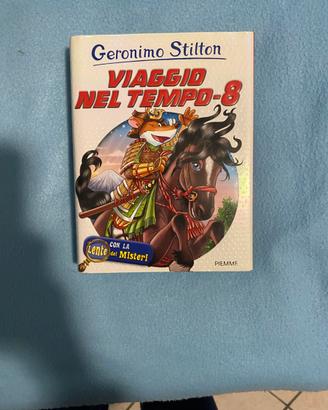 Geronimo Stilton
VIAGGIO
NEL TEMPO-8
CON LA
Lente dei Misteri
PIEMME